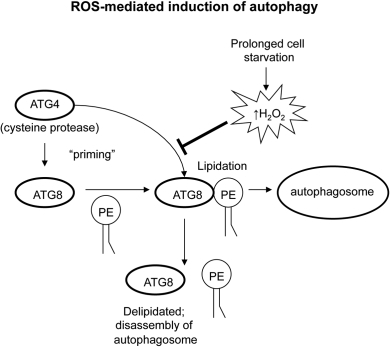 ROS-mediated induction of autophagy
Prolonged cell
starvation
ATG4
(cysteine protease)
↑H₂O₂
"priming"
Lipidation
ATG8
PE
ATG8
PE
autophagosome
ATG8
PE
Delipidated;
disassembly of
autophagosome